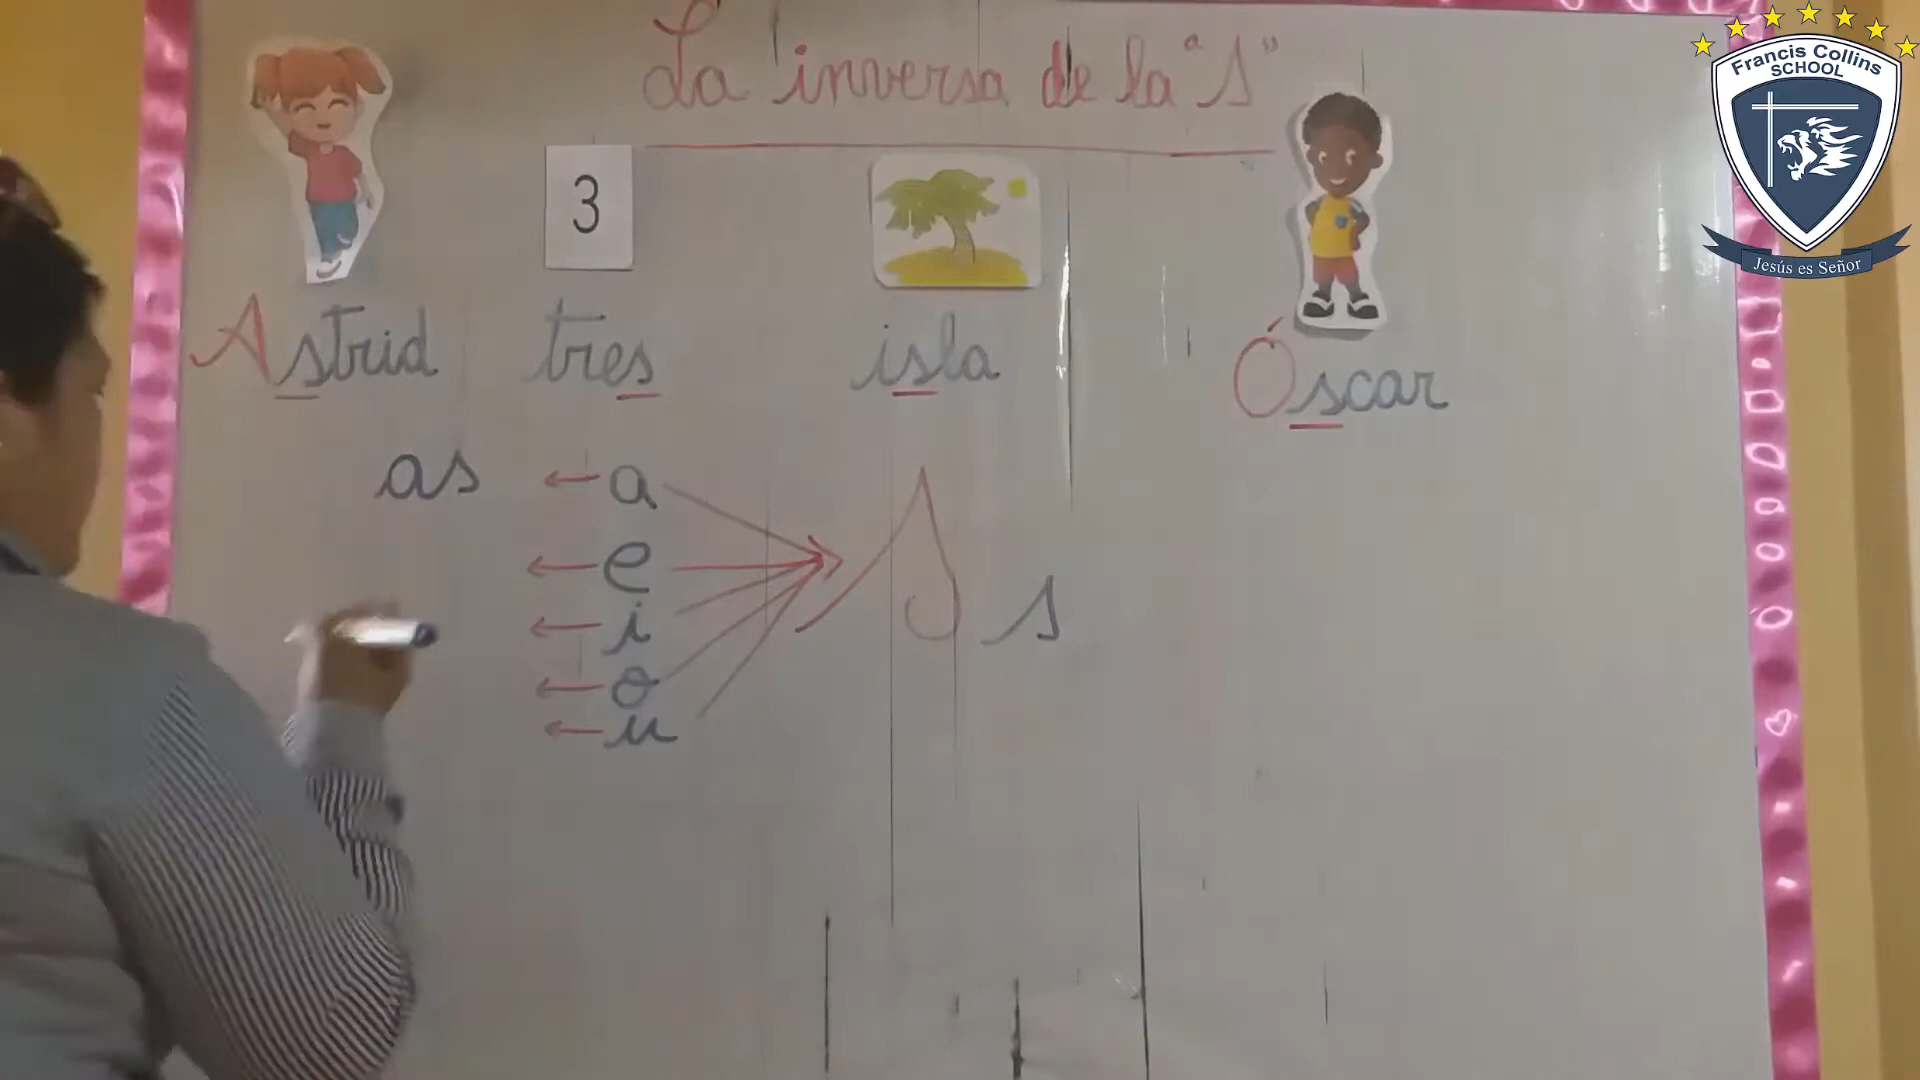 La inversa de la "s"
3
Astrid tres isla Óscar
as ← a
← e
← i
← o
← u
S s
Francis Collins
SCHOOL
Jesús es Señor